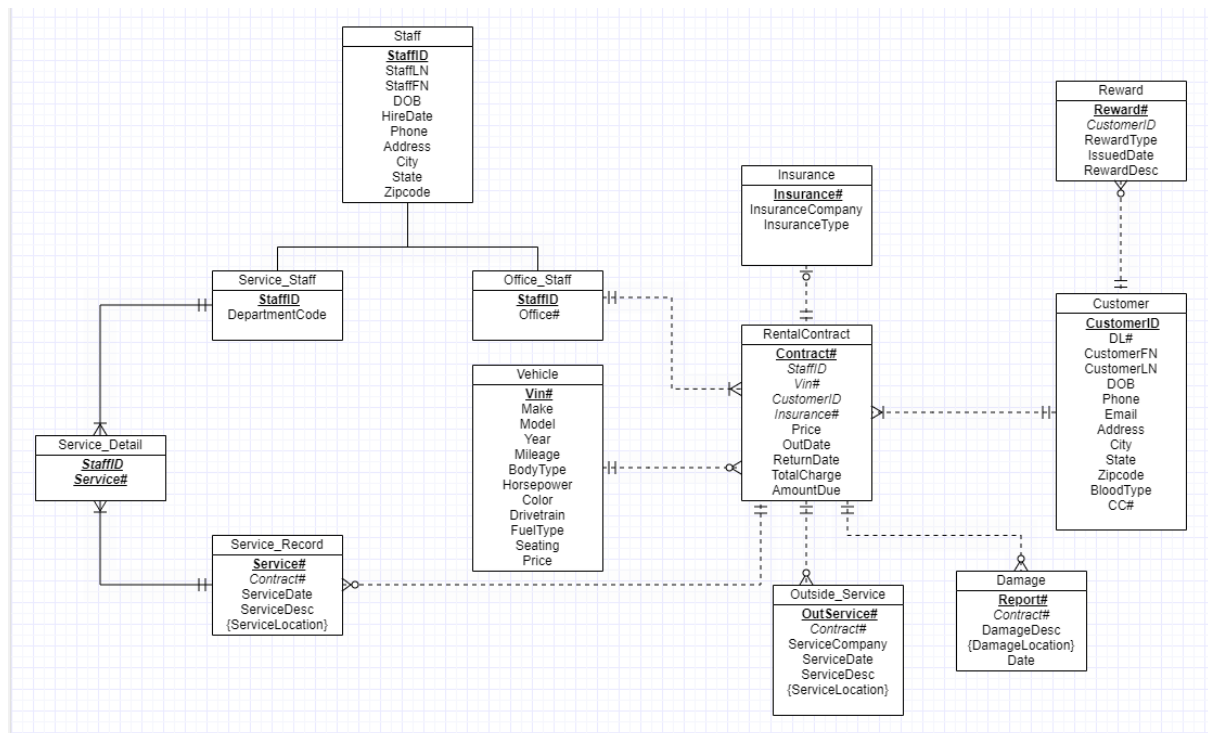 Staff
StaffID
StaffLN
StaffFN
DOB
HireDate
Phone
Address
City
State
Zipcode
Reward
Reward#
CustomerID
RewardType
IssuedDate
RewardDesc
Insurance
Insurance#
InsuranceCompany
InsuranceType
Service_Staff
StaffID
DepartmentCode
Office_Staff
StaffID
Office#
Customer
CustomerID
DL#
CustomerFN
CustomerLN
DOB
Phone
Email
Address
City
State
Zipcode
BloodType
CC#
RentalContract
Contract#
StaffID
Vin#
CustomerID
Insurance#
Price
OutDate
ReturnDate
TotalCharge
AmountDue
Vehicle
Vin#
Make
Model
Year
Mileage
BodyType
Horsepower
Color
Drivetrain
FuelType
Seating
Price
Service_Detail
StaffID
Service#
Service_Record
Service#
Contract#
ServiceDate
ServiceDesc
{ServiceLocation}
Outside_Service
OutService#
Contract#
ServiceCompany
ServiceDate
ServiceDesc
{ServiceLocation}
Damage
Report#
Contract#
DamageDesc
{DamageLocation}
Date